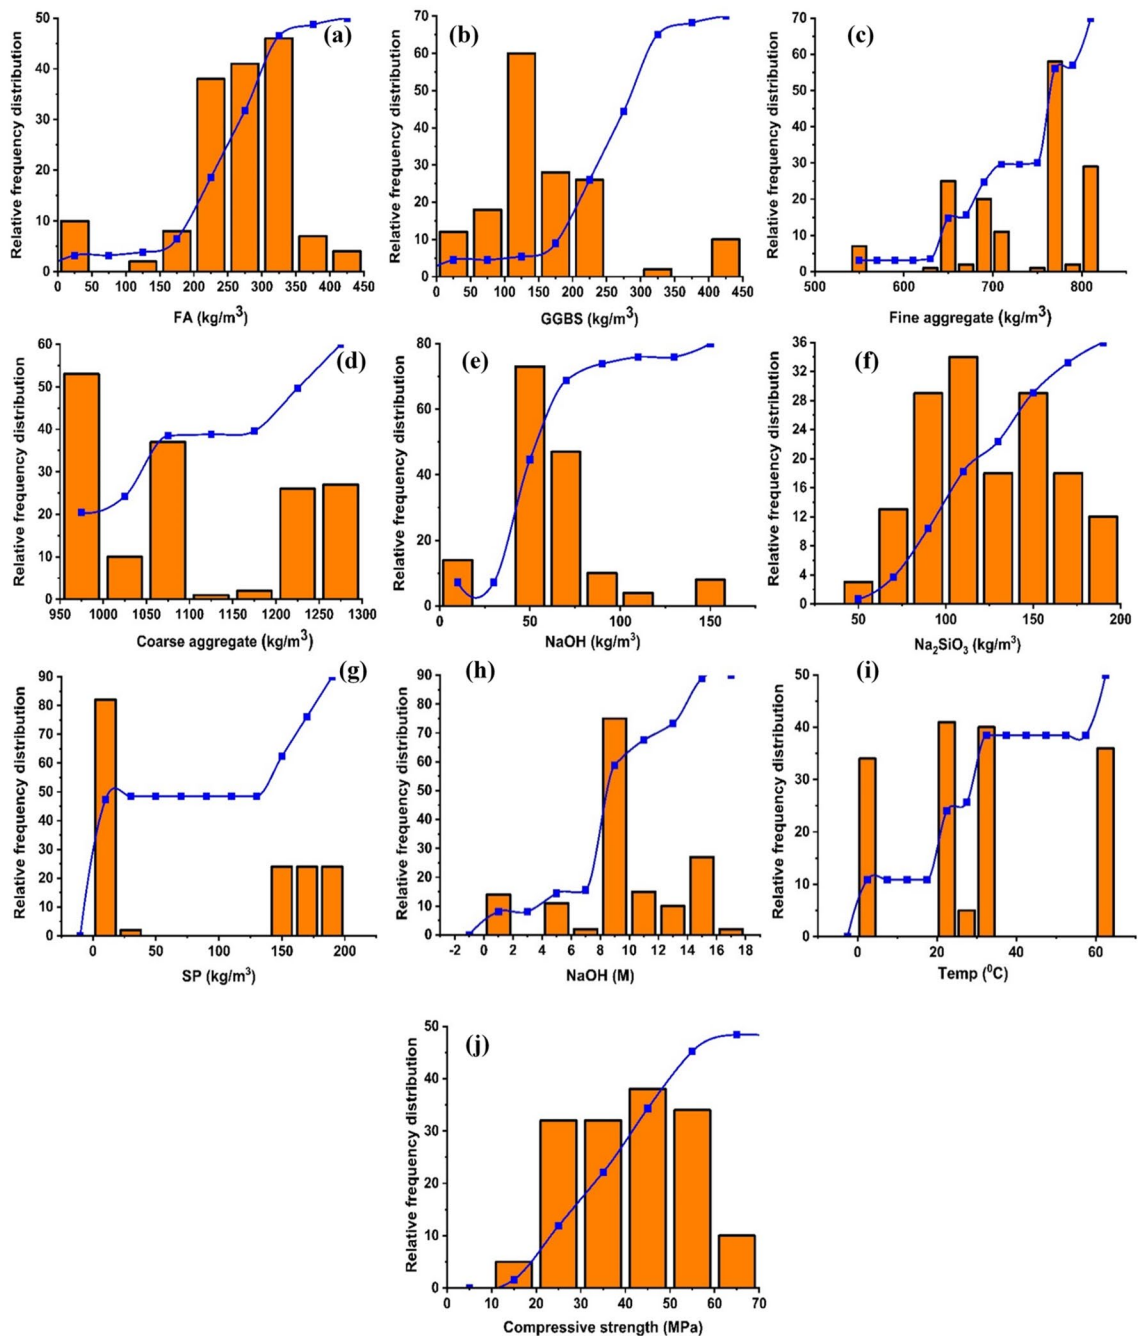 (a)
Relative frequency distribution
50
40
30
20
10
0
0 50 100 150 200 250 300 350 400 450
FA (kg/m³)
(b)
Relative frequency distribution
70
60
50
40
30
20
10
0
0 50 100 150 200 250 300 350 400 450
GGBS (kg/m³)
(c)
Relative frequency distribution
70
60
50
40
30
20
10
0
500 600 700 800
Fine aggregate (kg/m³)
(d)
Relative frequency distribution
60
50
40
30
20
10
0
950 1000 1050 1100 1150 1200 1250 1300
Coarse aggregate (kg/m³)
(e)
Relative frequency distribution
80
60
40
20
0
0 50 100 150
NaOH (kg/m³)
(f)
Relative frequency distribution
36
32
28
24
20
16
12
8
4
0
50 100 150 200
Na₂SiO₃ (kg/m³)
(g)
Relative frequency distribution
90
80
70
60
50
40
30
20
10
0
0 50 100 150 200
SP (kg/m³)
(h)
Relative frequency distribution
90
80
70
60
50
40
30
20
10
0
-2 0 2 4 6 8 10 12 14 16 18
NaOH (M)
(i)
Relative frequency distribution
50
40
30
20
10
0
0 20 40 60
Temp (⁰C)
(j)
Relative frequency distribution
50
40
30
20
10
0
0 10 20 30 40 50 60 70
Compressive strength (MPa)